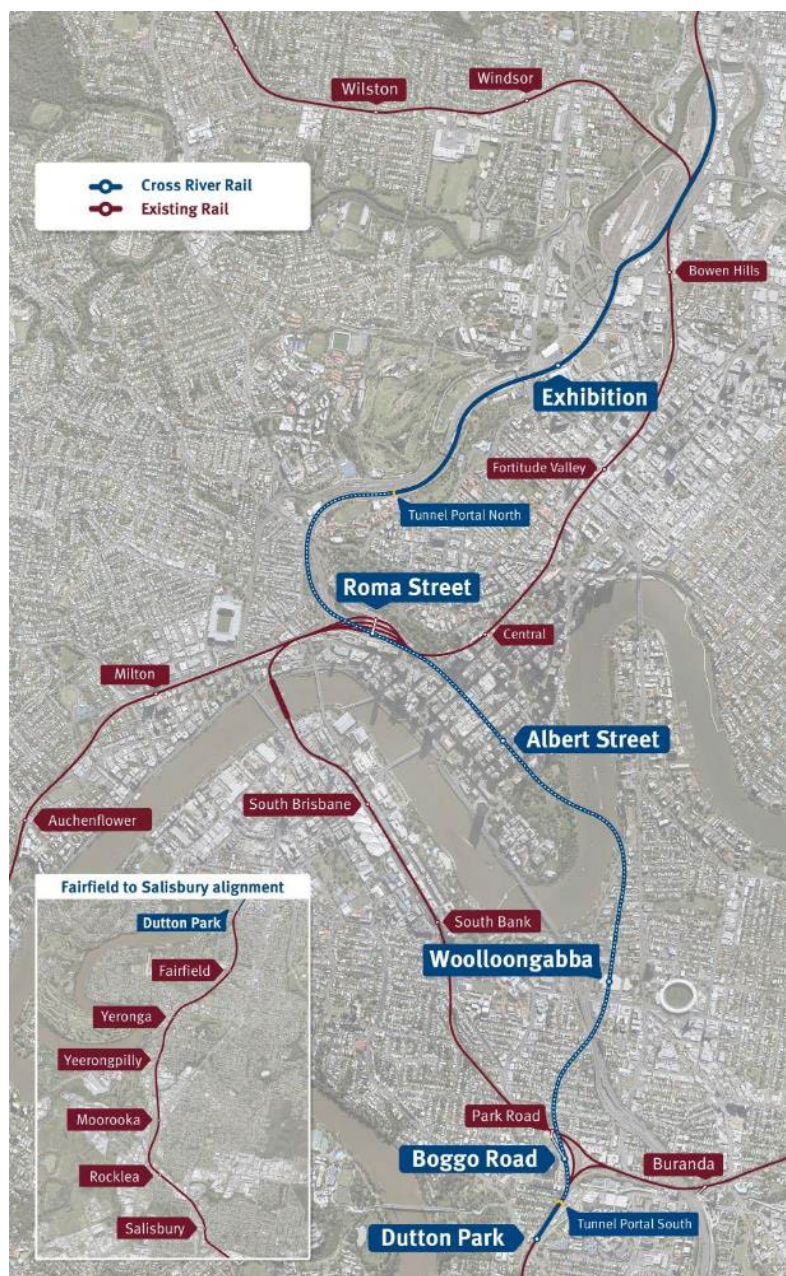 Wilston
Windsor
Cross River Rail
Existing Rail
Bowen Hills
Exhibition
Fortitude Valley
Tunnel Portal North
Roma Street
Central
Milton
Albert Street
South Brisbane
Auchenflower
Fairfield to Salisbury alignment
Dutton Park
South Bank
Fairfield
Woolloongabba
Yeronga
Yeerongpilly
Moorooka
Park Road
Boggo Road
Buranda
Rocklea
Salisbury
Tunnel Portal South
Dutton Park